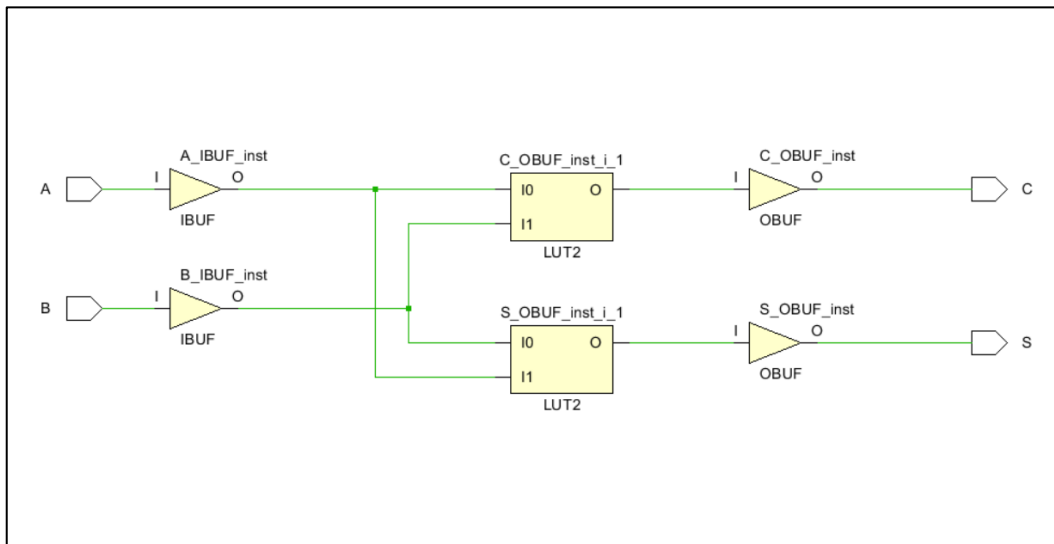 A_IBUF_inst
C_OBUF_inst_i_1
C_OBUF_inst
A
I
O
I0
O
I
O
C
IBUF
I1
OBUF
LUT2
B_IBUF_inst
B
I
O
S_OBUF_inst_i_1
S_OBUF_inst
IBUF
I0
O
I
O
S
I1
OBUF
LUT2